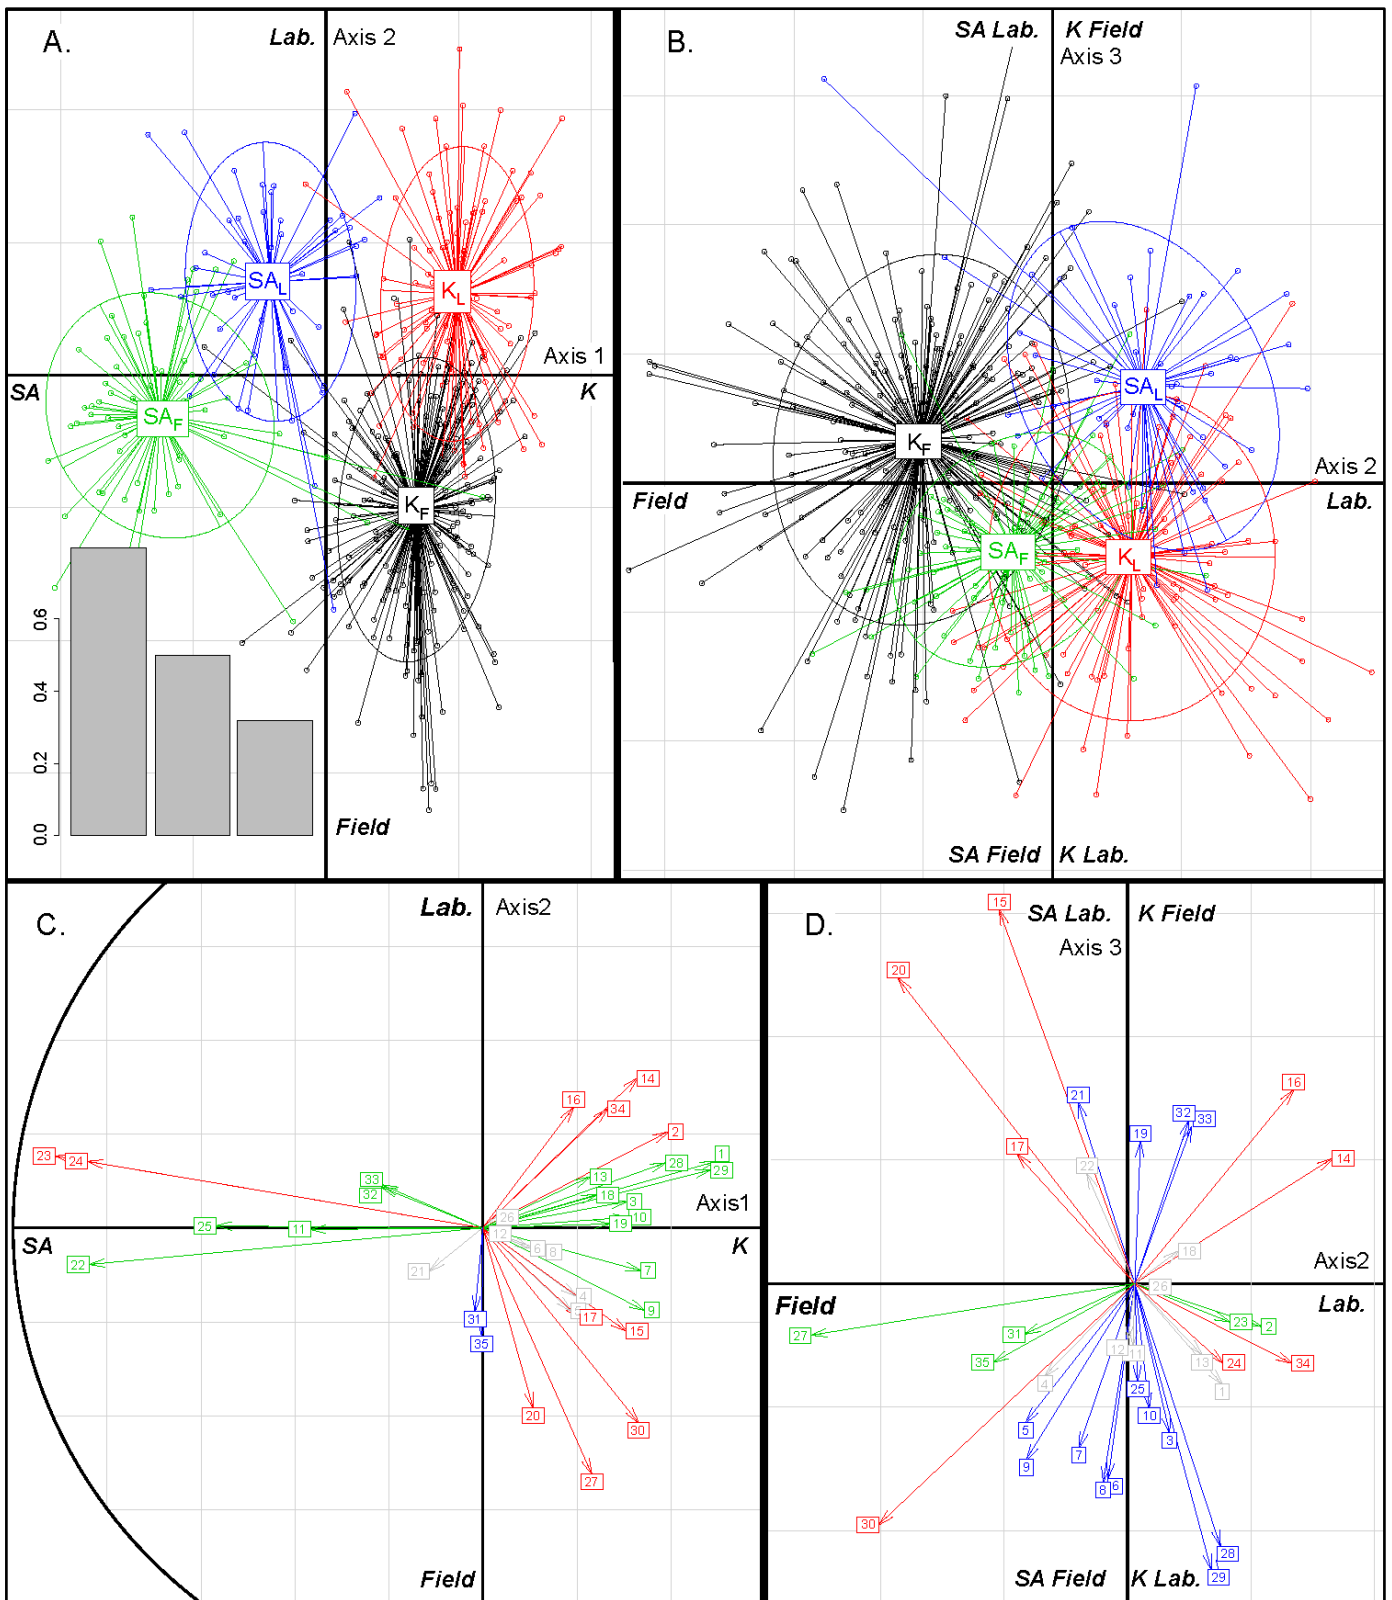 A.
Lab.
Axis 2
SA_L
K_L
Axis 1
SA
K
SA_F
K_F
0.6
0.4
0.2
0.0
Field
B.
SA Lab.
K Field
Axis 3
SA_L
K_F
Axis 2
Field
Lab.
SA_F
K_L
SA Field
K Lab.
C.
Lab.
Axis2
14
16
34
2
23
24
1
28
29
33
13
32
18
3
26
10
Axis1
25
11
19
12
SA
K
6
8
22
21
7
4
9
31
17
15
35
20
30
27
Field
D.
15
SA Lab.
K Field
Axis 3
20
16
21
32
33
19
17
14
22
18
Axis2
26
Field
Lab.
27
31
23
2
12
11
35
13
24
34
4
25
1
10
5
3
7
9
8
6
30
28
29
SA Field
K Lab.